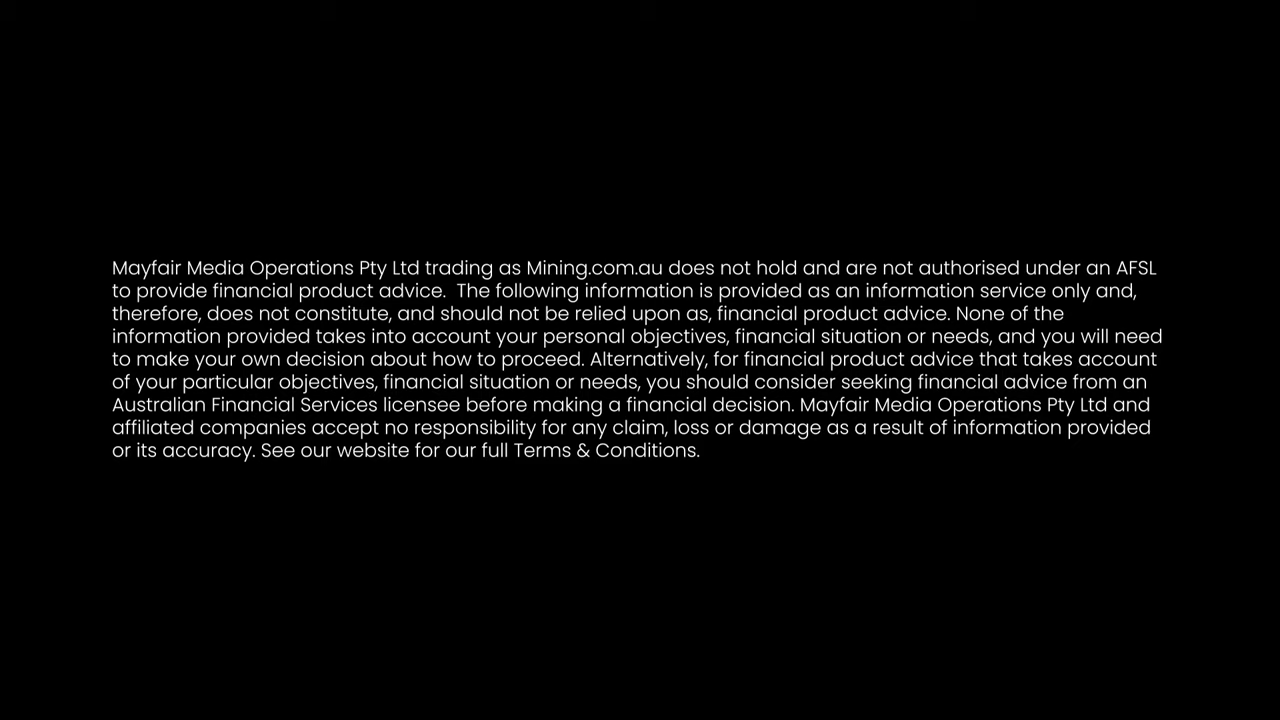 Mayfair Media Operations Pty Ltd trading as Mining.com.au does not hold and are not authorised under an AFSL
to provide financial product advice.  The following information is provided as an information service only and,
therefore, does not constitute, and should not be relied upon as, financial product advice. None of the
information provided takes into account your personal objectives, financial situation or needs, and you will need
to make your own decision about how to proceed. Alternatively, for financial product advice that takes account
of your particular objectives, financial situation or needs, you should consider seeking financial advice from an
Australian Financial Services licensee before making a financial decision. Mayfair Media Operations Pty Ltd and
affiliated companies accept no responsibility for any claim, loss or damage as a result of information provided
or its accuracy. See our website for our full Terms & Conditions.